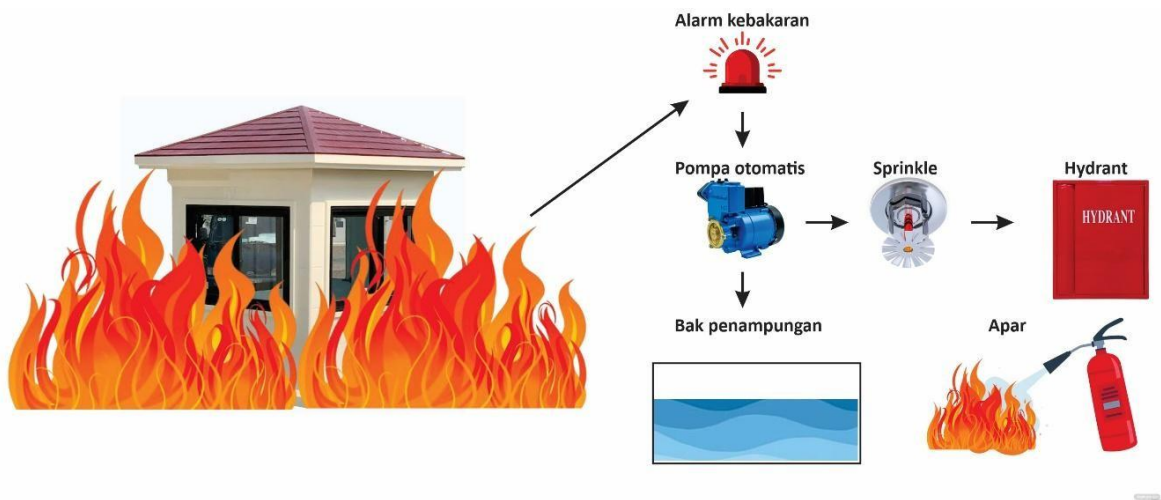 Alarm kebakaran
Pompa otomatis
Sprinkle
Hydrant
HYDRANT
Bak penampungan
Apar